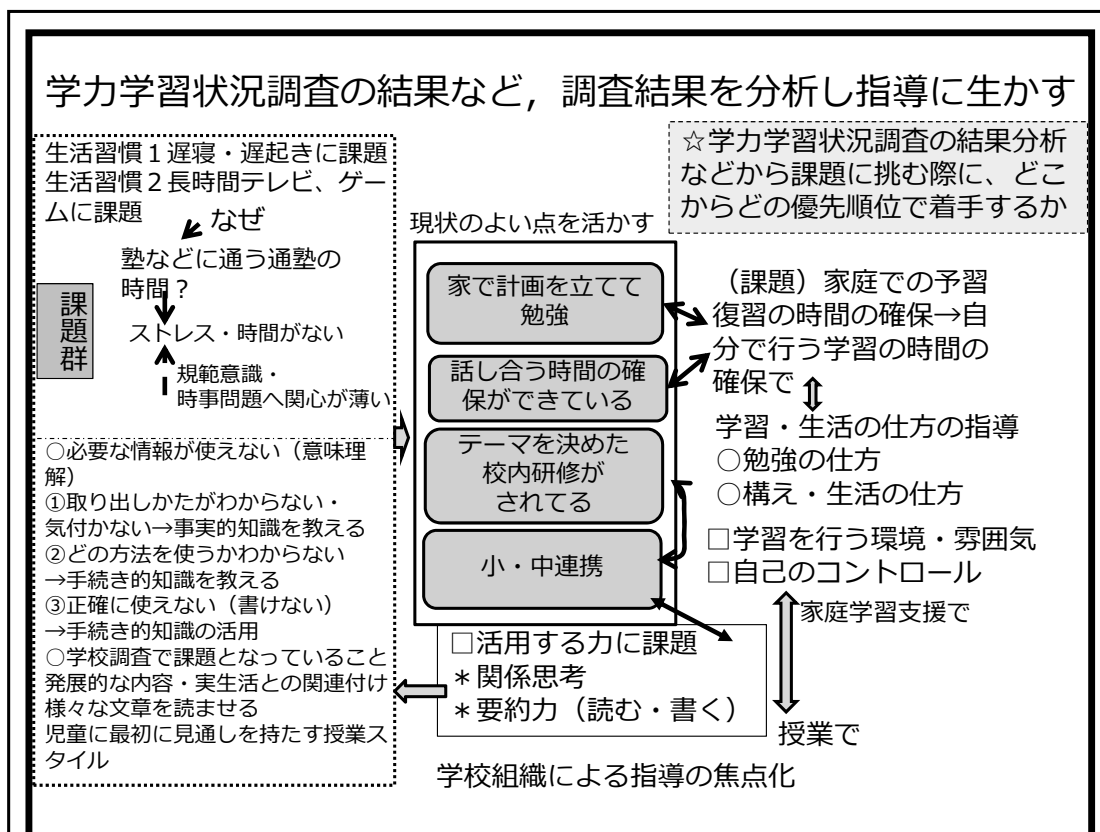 学力学習状況調査の結果など，調査結果を分析し指導に生かす
生活習慣１遅寝・遅起きに課題
生活習慣２長時間テレビ、ゲー
ムに課題
なぜ
塾などに通う通塾の
時間？
課題群
ストレス・時間がない
規範意識・
時事問題へ関心が薄い
○必要な情報が使えない（意味理
解）
①取り出しかたがわからない・
気付かない→事実的知識を教える
②どの方法を使うかわからない
→手続き的知識を教える
③正確に使えない（書けない）
→手続き的知識の活用
○学校調査で課題となっていること
発展的な内容・実生活との関連付け
様々な文章を読ませる
児童に最初に見通しを持たす授業ス
タイル
現状のよい点を活かす
家で計画を立てて
勉強
話し合う時間の確
保ができている
テーマを決めた
校内研修が
されてる
小・中連携
□活用する力に課題
＊関係思考
＊要約力（読む・書く）
学校組織による指導の焦点化
☆学力学習状況調査の結果分析
などから課題に挑む際に、どこ
からどの優先順位で着手するか
（課題）家庭での予習
復習の時間の確保→自
分で行う学習の時間の
確保で
学習・生活の仕方の指導
○勉強の仕方
○構え・生活の仕方
□学習を行う環境・雰囲気
□自己のコントロール
家庭学習支援で
授業で